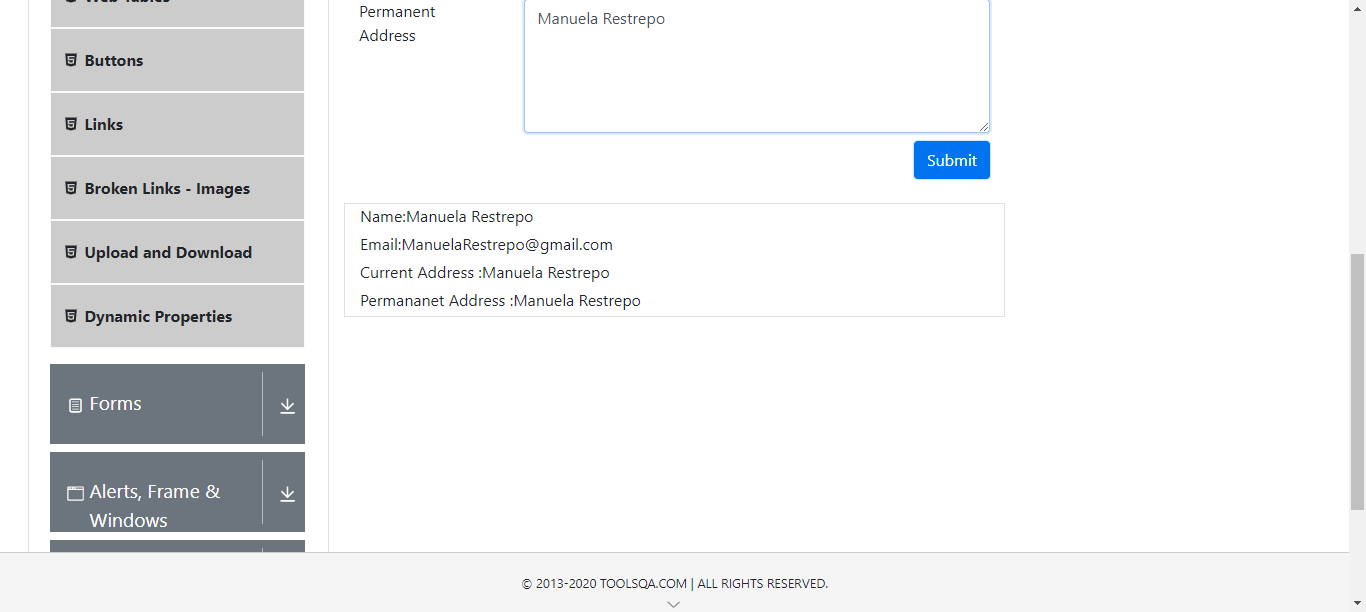 Web Tables
Buttons
Links
Broken Links - Images
Upload and Download
Dynamic Properties
Forms
Alerts, Frame &
Windows
Permanent
Address
Manuela Restrepo
Submit
Name:Manuela Restrepo
Email:ManuelaRestrepo@gmail.com
Current Address :Manuela Restrepo
Permananet Address :Manuela Restrepo
© 2013-2020 TOOLSQA.COM | ALL RIGHTS RESERVED.